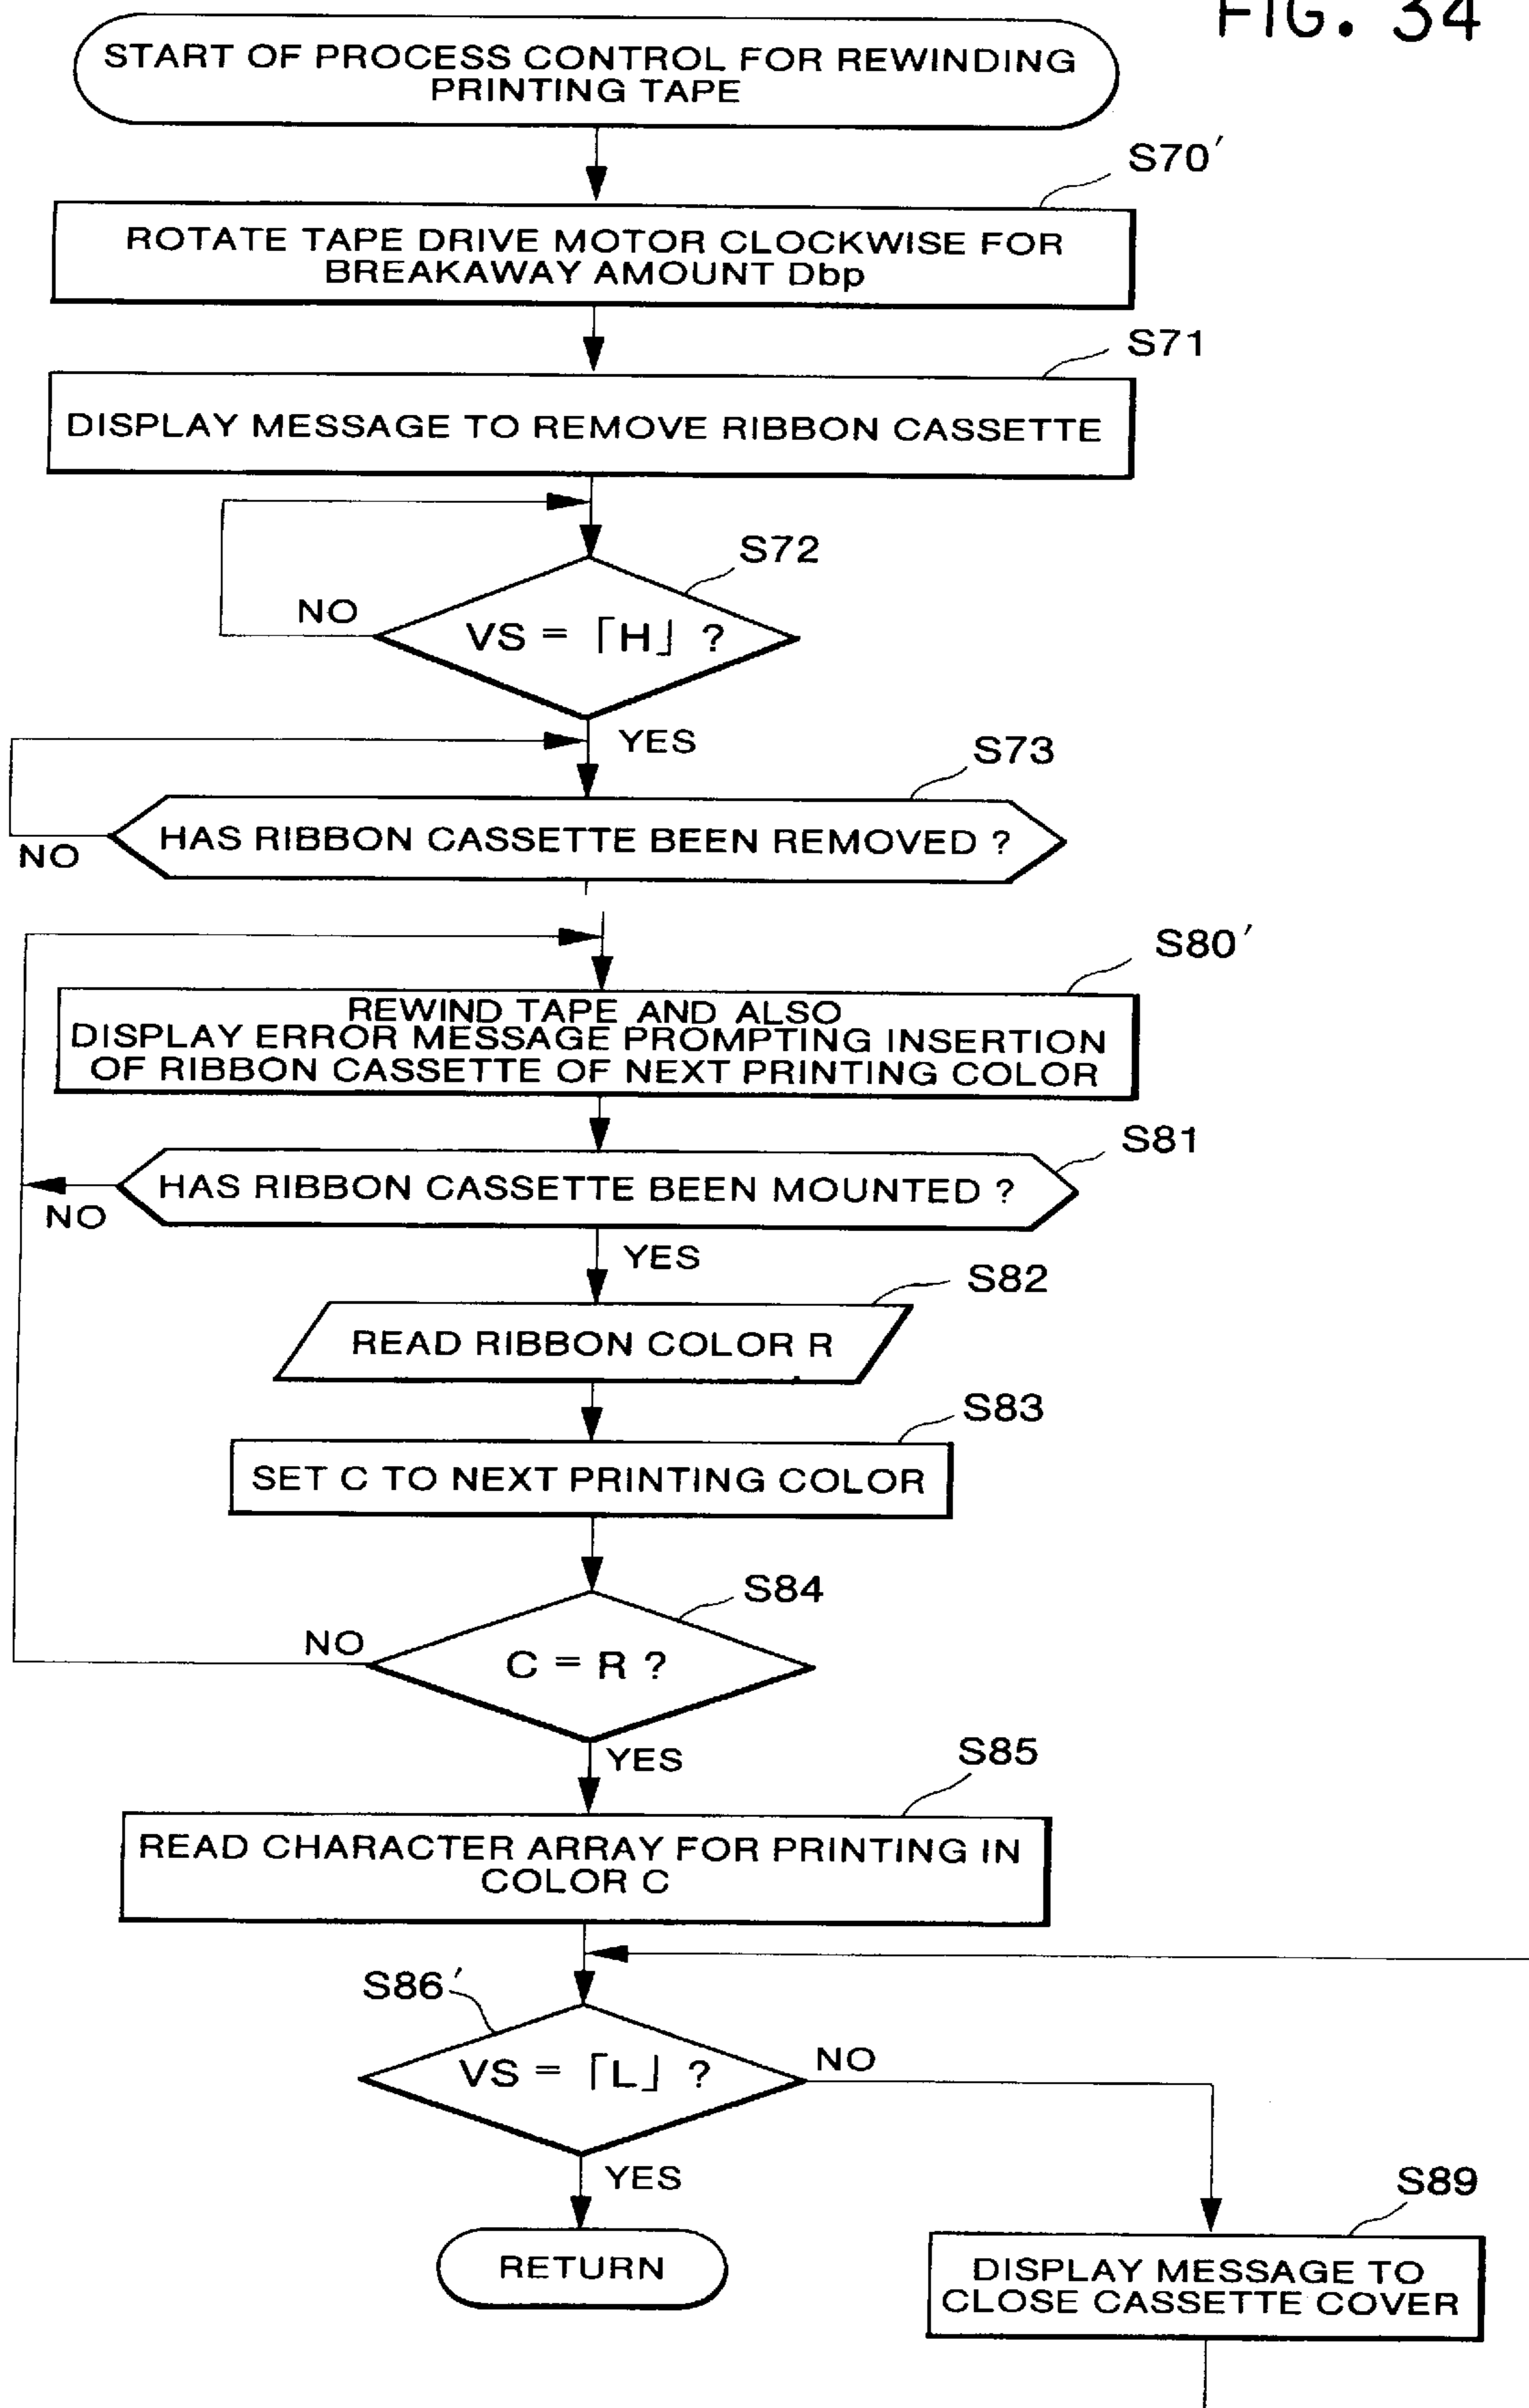 FIG. 34
START OF PROCESS CONTROL FOR REWINDING
PRINTING TAPE
S70′
ROTATE TAPE DRIVE MOTOR CLOCKWISE FOR
BREAKAWAY AMOUNT Dbp
S71
DISPLAY MESSAGE TO REMOVE RIBBON CASSETTE
S72
NO
VS = ⌈H⌋ ?
YES
S73
HAS RIBBON CASSETTE BEEN REMOVED ?
NO
S80′
REWIND TAPE AND ALSO
DISPLAY ERROR MESSAGE PROMPTING INSERTION
OF RIBBON CASSETTE OF NEXT PRINTING COLOR
S81
HAS RIBBON CASSETTE BEEN MOUNTED ?
NO
YES
S82
READ RIBBON COLOR R
S83
SET C TO NEXT PRINTING COLOR
S84
NO
C = R ?
YES
S85
READ CHARACTER ARRAY FOR PRINTING IN
COLOR C
S86′
VS = ⌈L⌋ ?
NO
YES
S89
RETURN
DISPLAY MESSAGE TO
CLOSE CASSETTE COVER